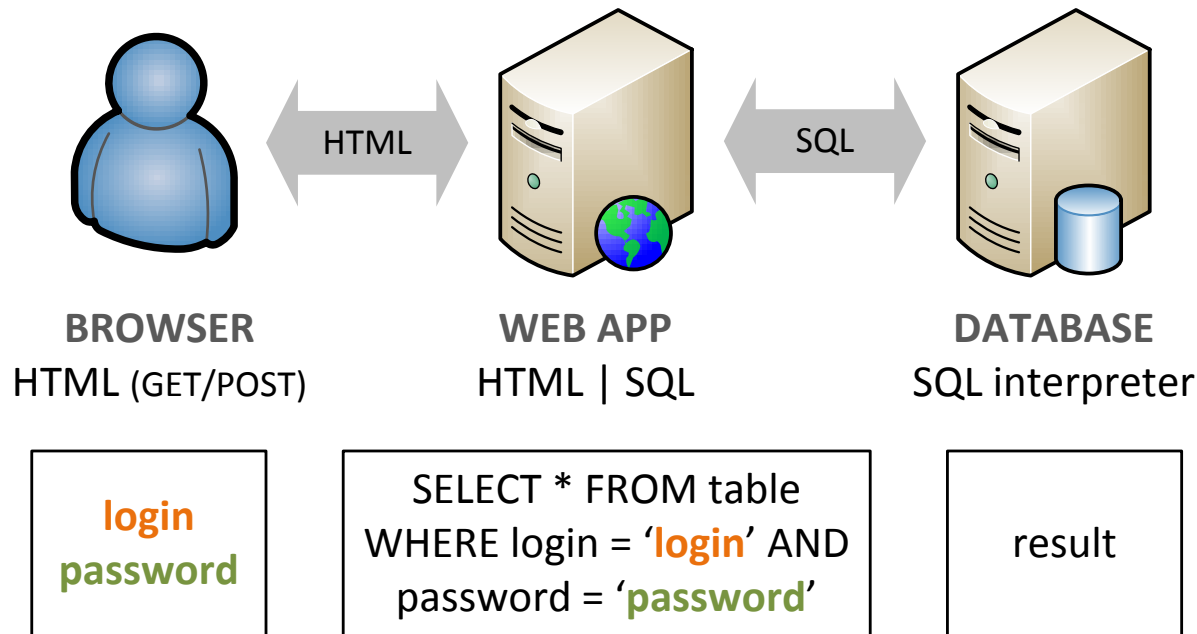 HTML
SQL
BROWSER
HTML (GET/POST)
WEB APP
HTML | SQL
DATABASE
SQL interpreter
login
password
SELECT * FROM table
WHERE login = ‘login’ AND
password = ‘password’
result